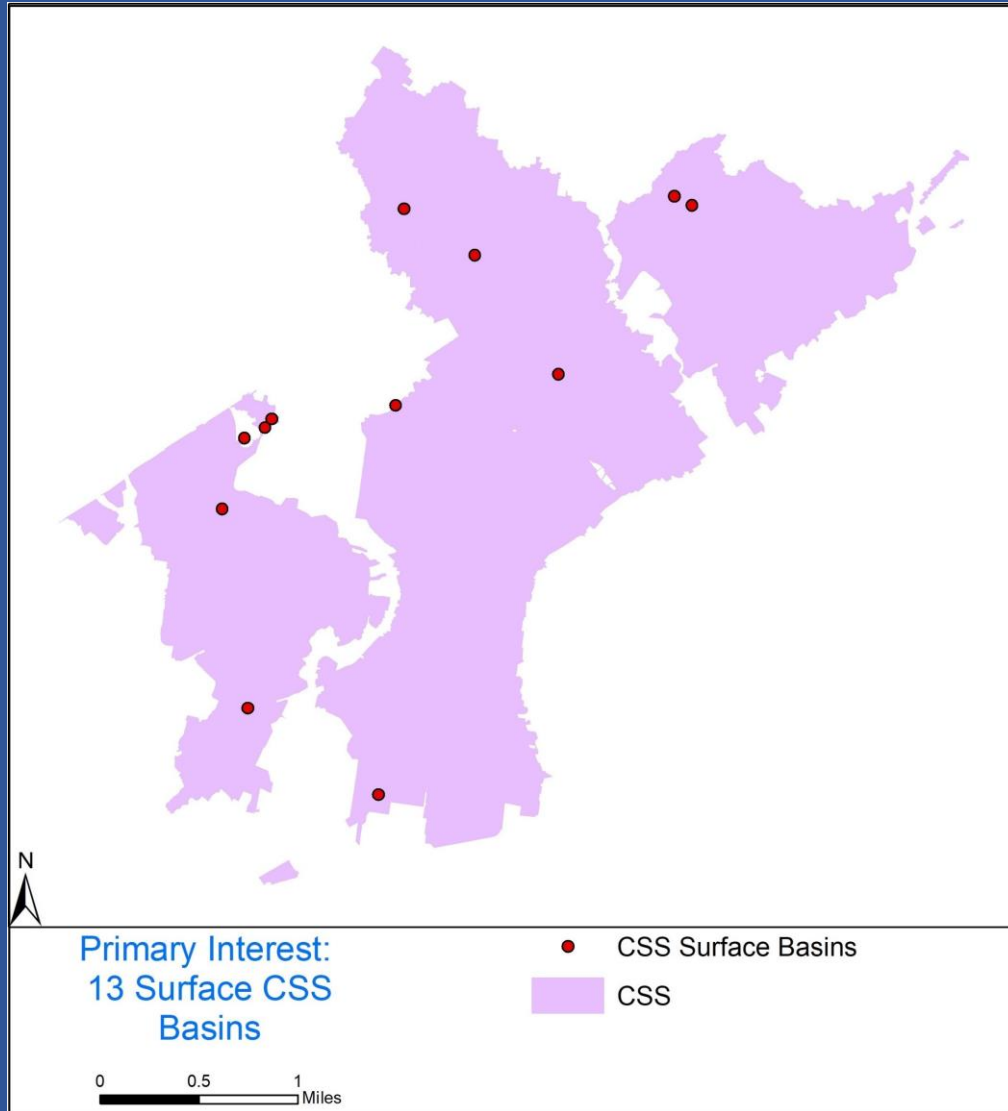 N
Primary Interest:
13 Surface CSS
Basins
CSS Surface Basins
CSS
0 0.5 1
Miles